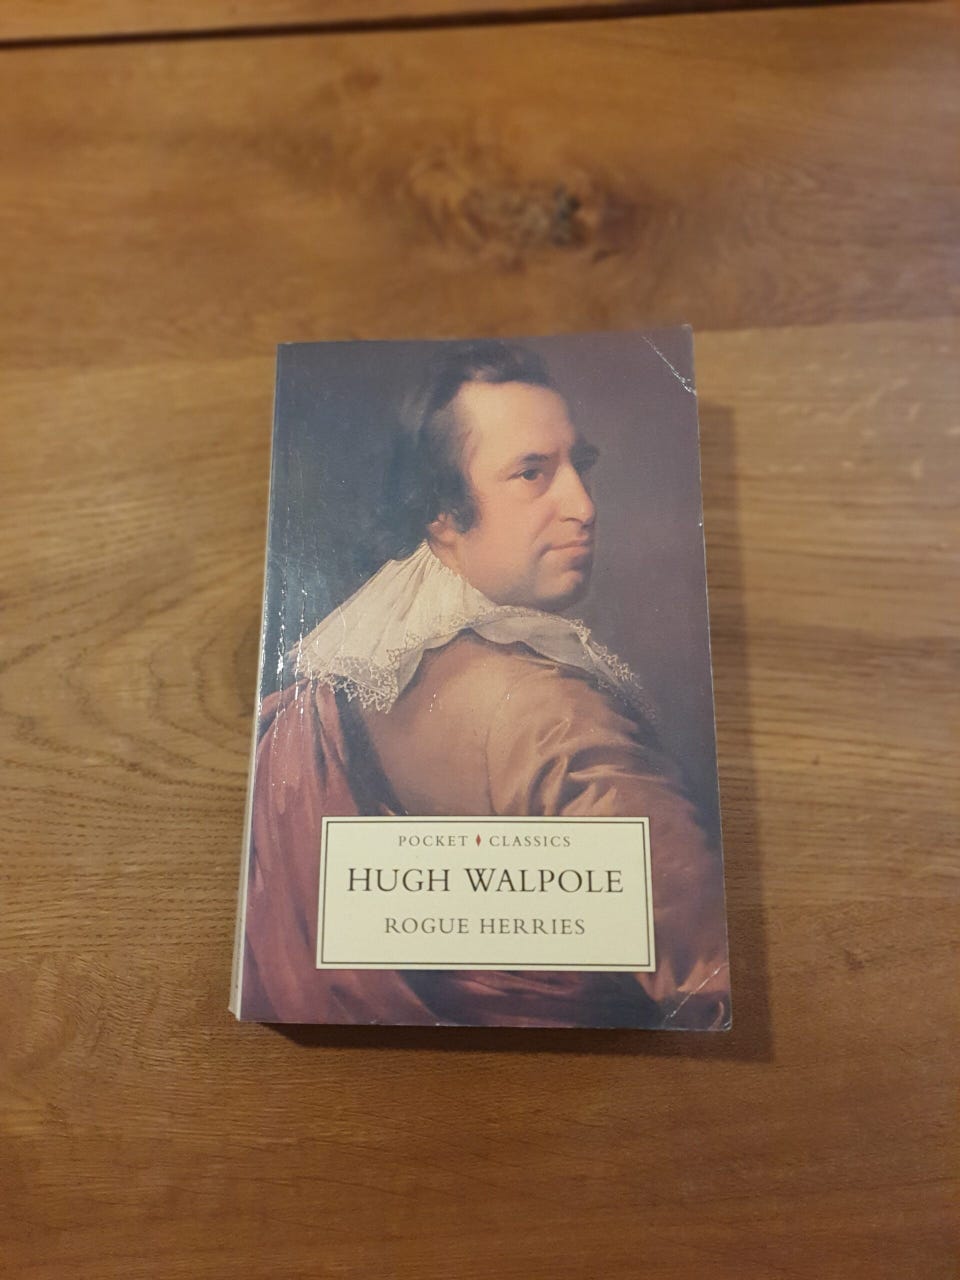 POCKET ♦ CLASSICS
HUGH WALPOLE
ROGUE HERRIES